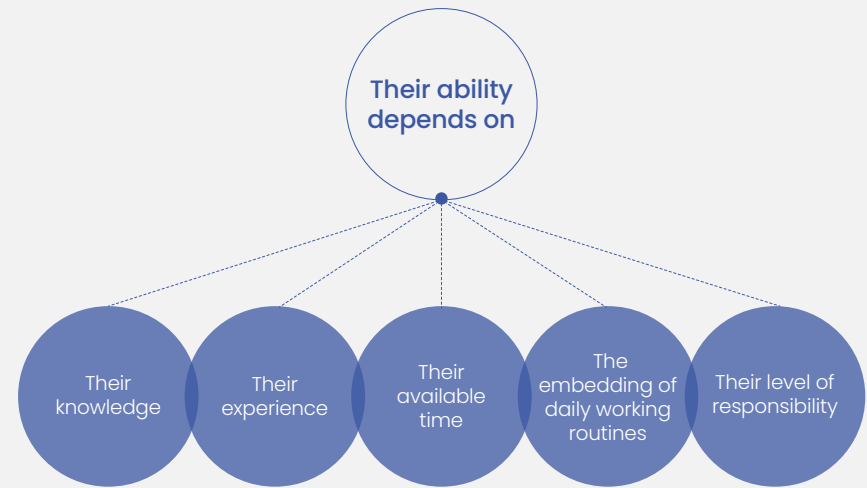 Their ability
depends on
Their
knowledge
Their
experience
Their
available
time
The
embedding of
daily working
routines
Their level of
responsibility